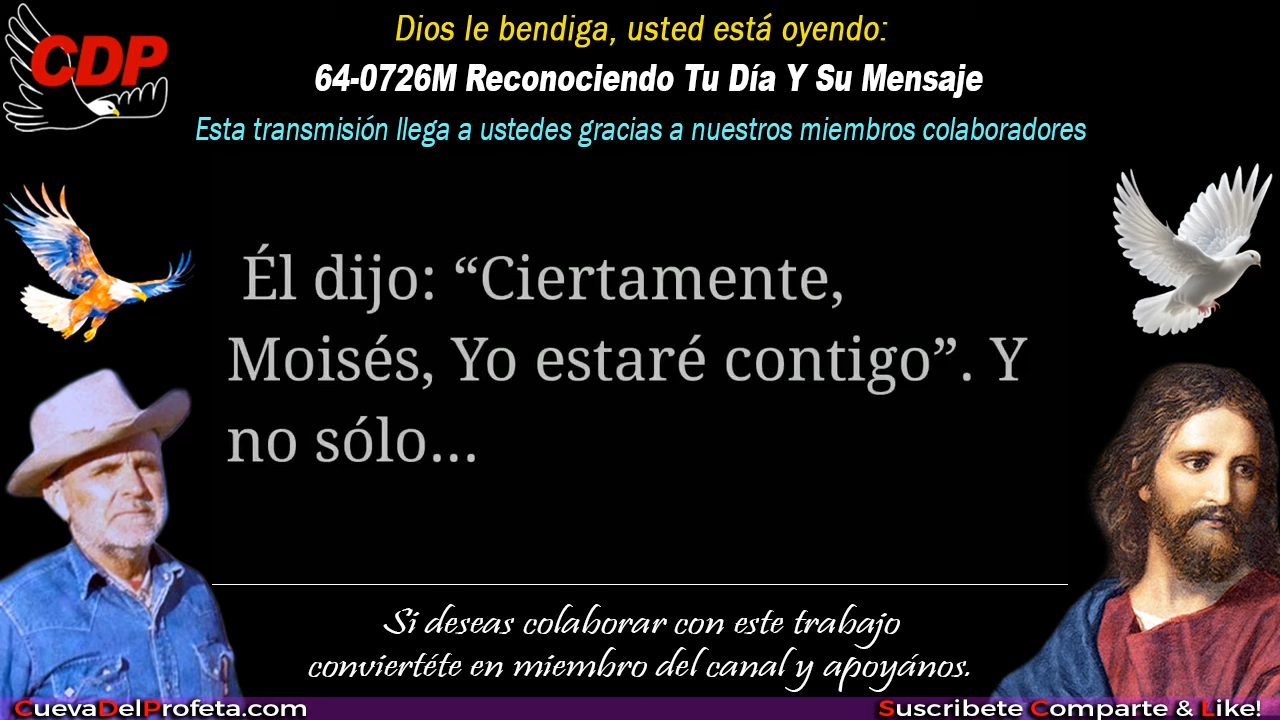 CDP
Dios le bendiga, usted está oyendo:
64-0726M Reconociendo Tu Día Y Su Mensaje
Esta transmisión llega a ustedes gracias a nuestros miembros colaboradores
Él dijo: “Ciertamente,
Moisés, Yo estaré contigo”. Y
no sólo...
Si deseas colaborar con este trabajo
conviertéte en miembro del canal y apoyános.
CuevaDelProfeta.com
Suscribete Comparte & Like!